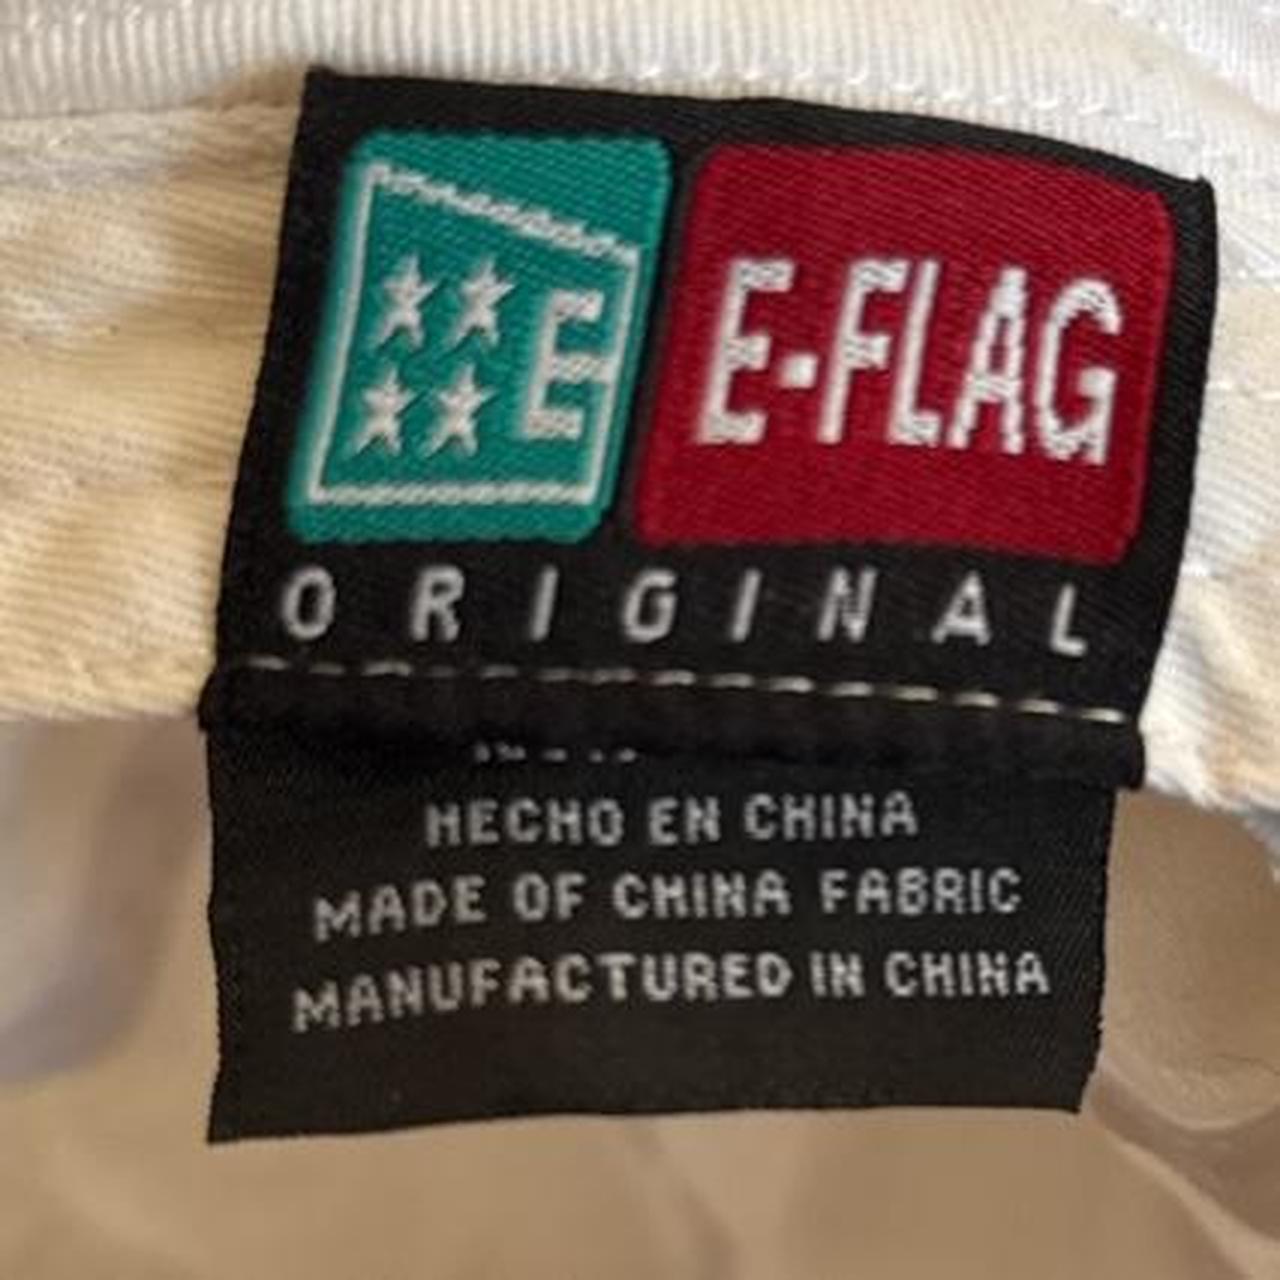 E
E-FLAG
ORIGINAL
HECHO EN CHINA
MADE OF CHINA FABRIC
MANUFACTURED IN CHINA